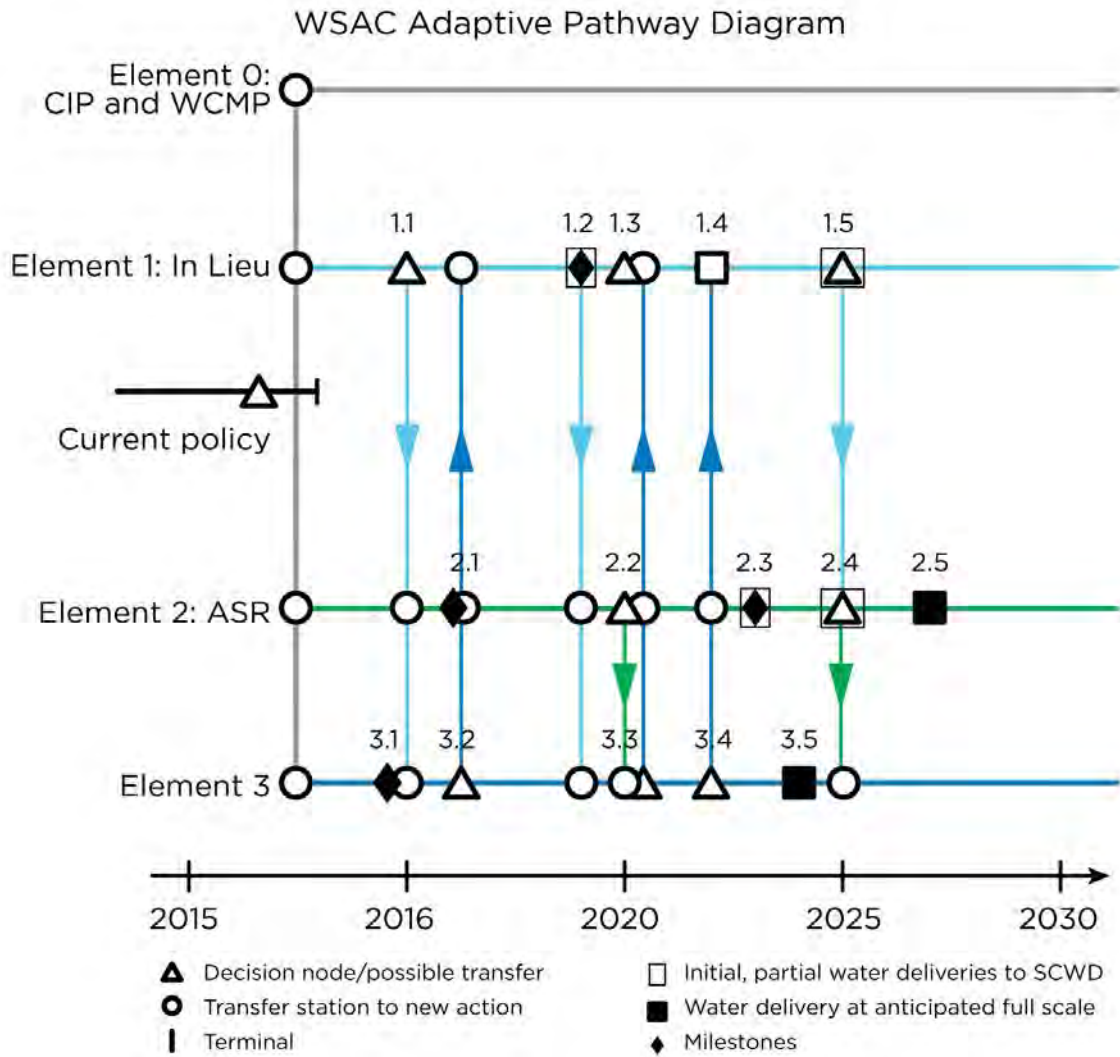 WSAC Adaptive Pathway Diagram
Element 0:
CIP and WCMP
1.1 1.2 1.3 1.4 1.5
Element 1: In Lieu
Current policy
2.1 2.2 2.3 2.4 2.5
Element 2: ASR
3.1 3.2 3.3 3.4 3.5
Element 3
2015 2016 2020 2025 2030
Decision node/possible transfer
Transfer station to new action
Terminal
Initial, partial water deliveries to SCWD
Water delivery at anticipated full scale
Milestones